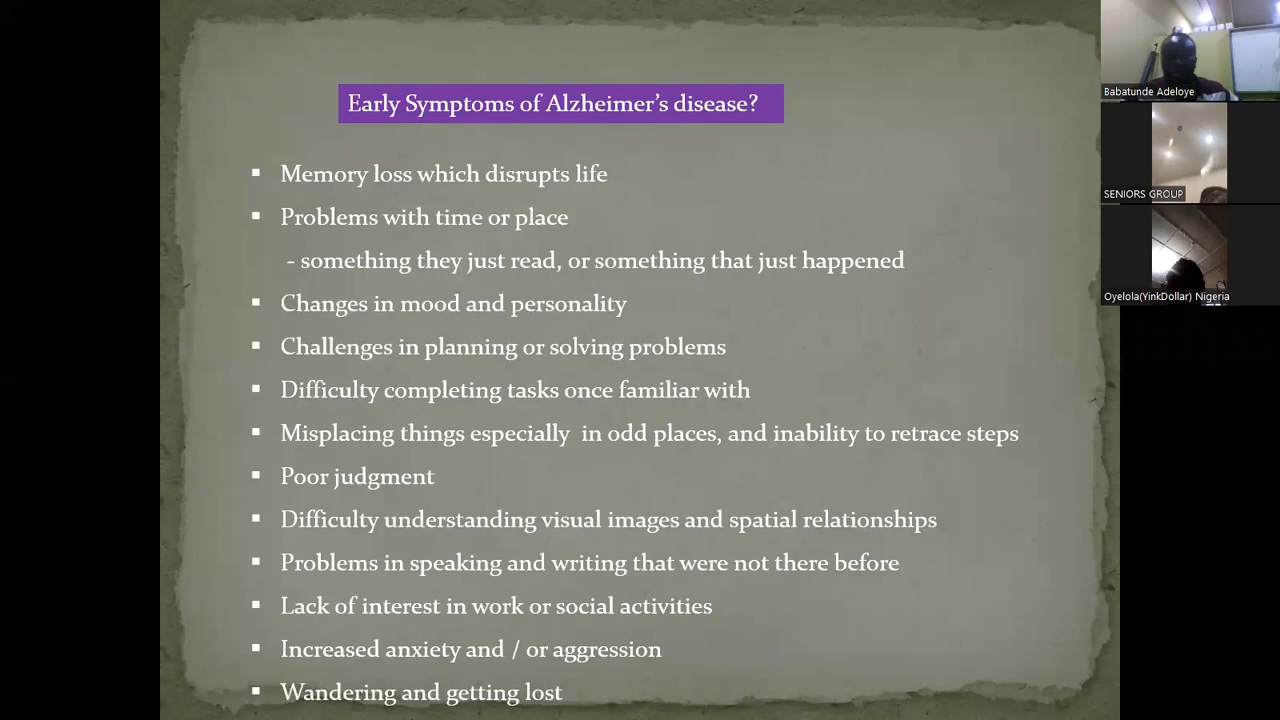 Early Symptoms of Alzheimer's disease?
▪ Memory loss which disrupts life
▪ Problems with time or place
- something they just read, or something that just happened
▪ Changes in mood and personality
▪ Challenges in planning or solving problems
▪ Difficulty completing tasks once familiar with
▪ Misplacing things especially  in odd places, and inability to retrace steps
▪ Poor judgment
▪ Difficulty understanding visual images and spatial relationships
▪ Problems in speaking and writing that were not there before
▪ Lack of interest in work or social activities
▪ Increased anxiety and / or aggression
▪ Wandering and getting lost
Babatunde Adeloye
SENIORS GROUP
Oyelola(YinkDollar) Nigeria